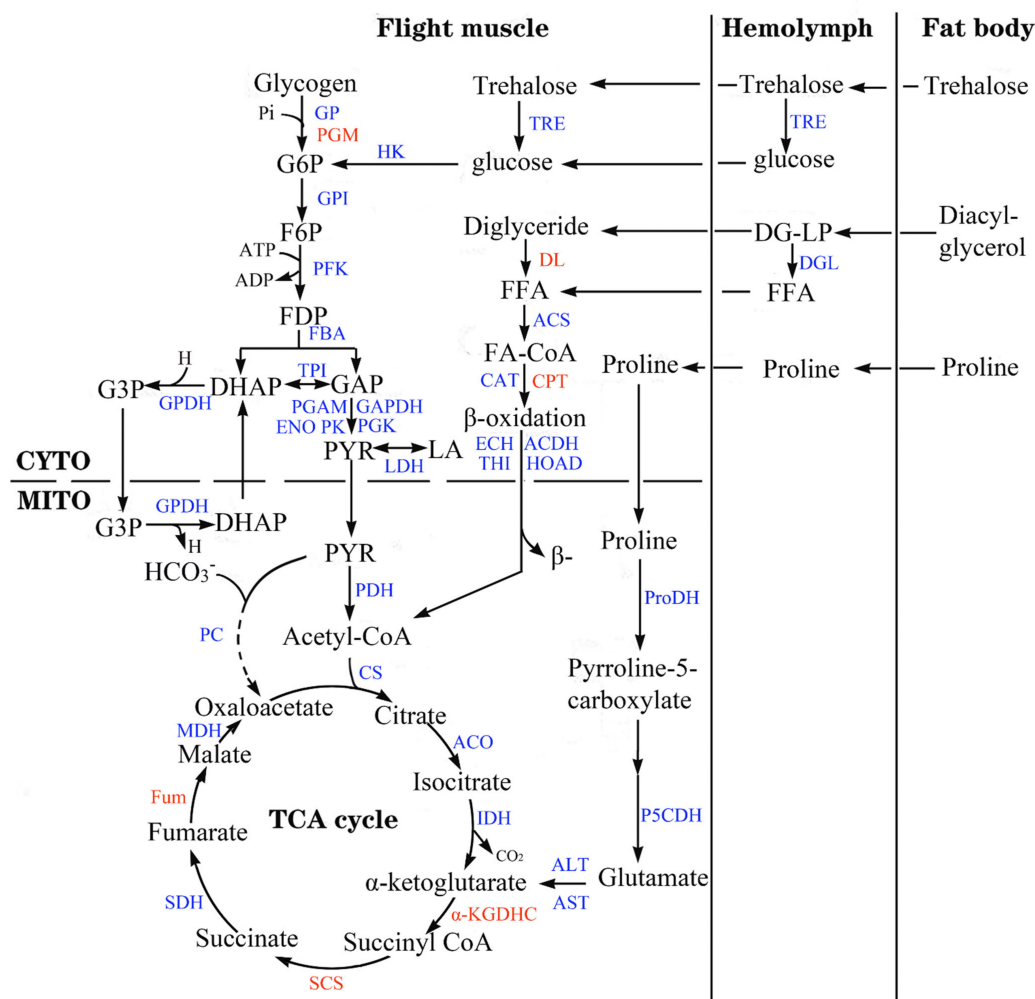 Flight muscle
Hemolymph
Fat body
Glycogen
Pi
GP
PGM
G6P
HK
glucose
Trehalose
TRE
Trehalose
TRE
glucose
Trehalose
GPI
F6P
ATP
ADP
PFK
FDP
FBA
Diglyceride
DL
FFA
ACS
FA-CoA
CAT
CPT
β-oxidation
ECH
ACDH
THI
HOAD
DG-LP
DGL
FFA
Diacyl-
glycerol
Proline
Proline
Proline
G3P
H
GPDH
DHAP
TPI
GAP
PGAM
GAPDH
ENO PK
PGK
PYR
LDH
LA
CYTO
MITO
G3P
GPDH
H
DHAP
HCO₃⁻
PYR
β-
Proline
PDH
ProDH
PC
Acetyl-CoA
CS
Pyrroline-5-
carboxylate
Oxaloacetate
Citrate
MDH
Malate
ACO
Isocitrate
Fum
TCA cycle
IDH
CO₂
P5CDH
Fumarate
α-ketoglutarate
ALT
AST
Glutamate
SDH
α-KGDHC
Succinate
Succinyl CoA
SCS